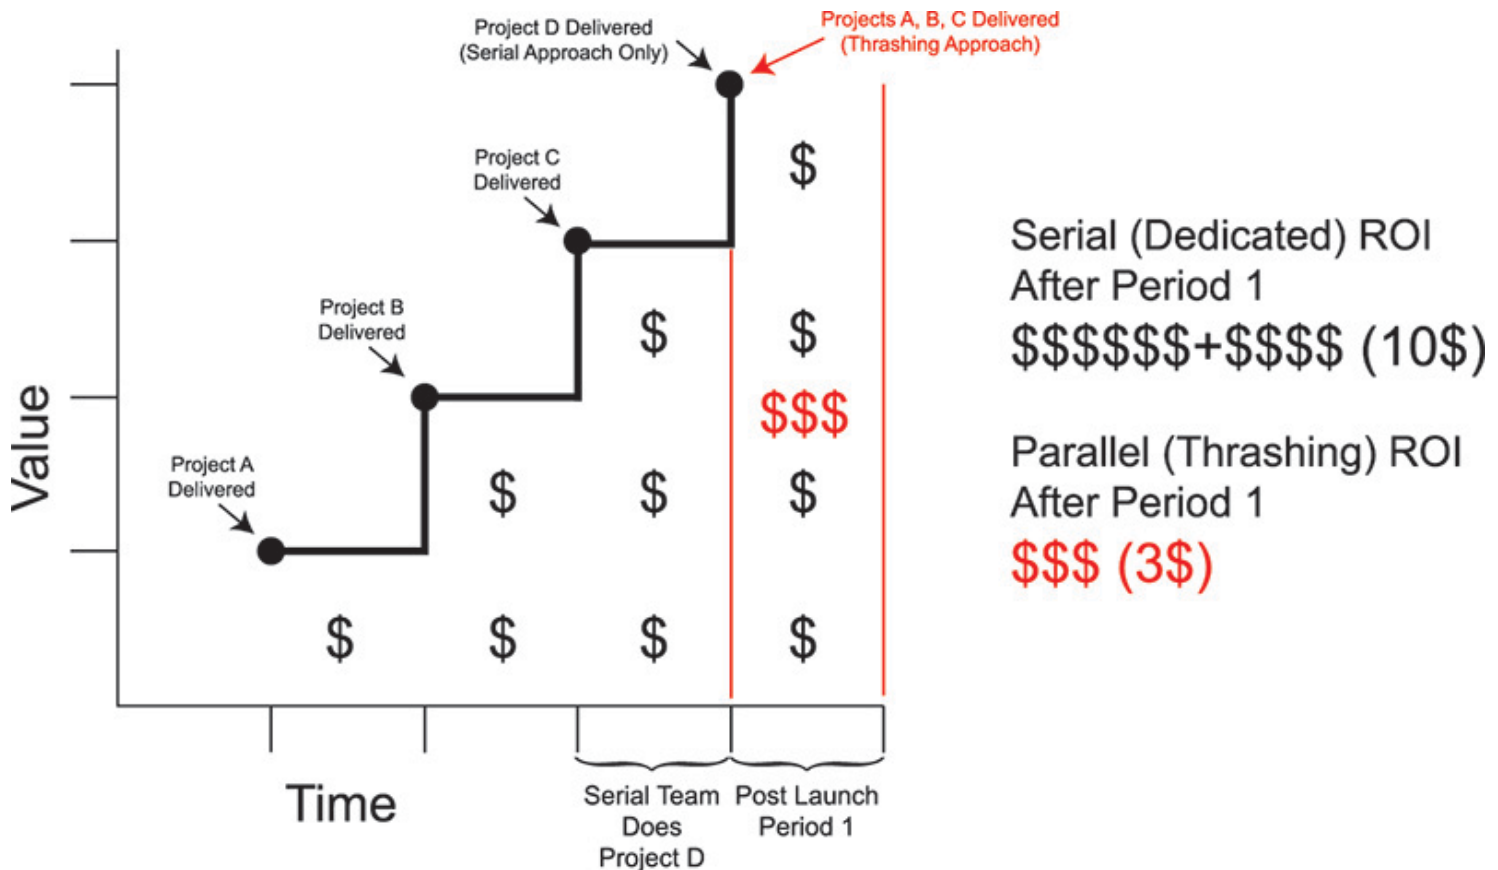 Project D Delivered
(Serial Approach Only)
Projects A, B, C Delivered
(Thrashing Approach)
$
Project C
Delivered
Project B
Delivered
$
$
$$$
Project A
Delivered
$
$
$
$
$
$
$
Value
Time
Serial Team
Does
Project D
Post Launch
Period 1
Serial (Dedicated) ROI
After Period 1
$$$$$$+$$$$ (10$)
Parallel (Thrashing) ROI
After Period 1
$$$ (3$)